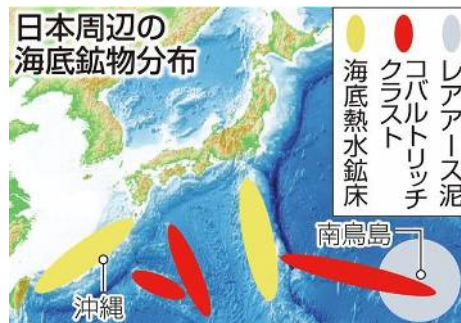 日本周辺の
海底鉱物分布
レアアース泥
コバルトリッチ
クラスト
海底熱水鉱床
南鳥島
沖縄